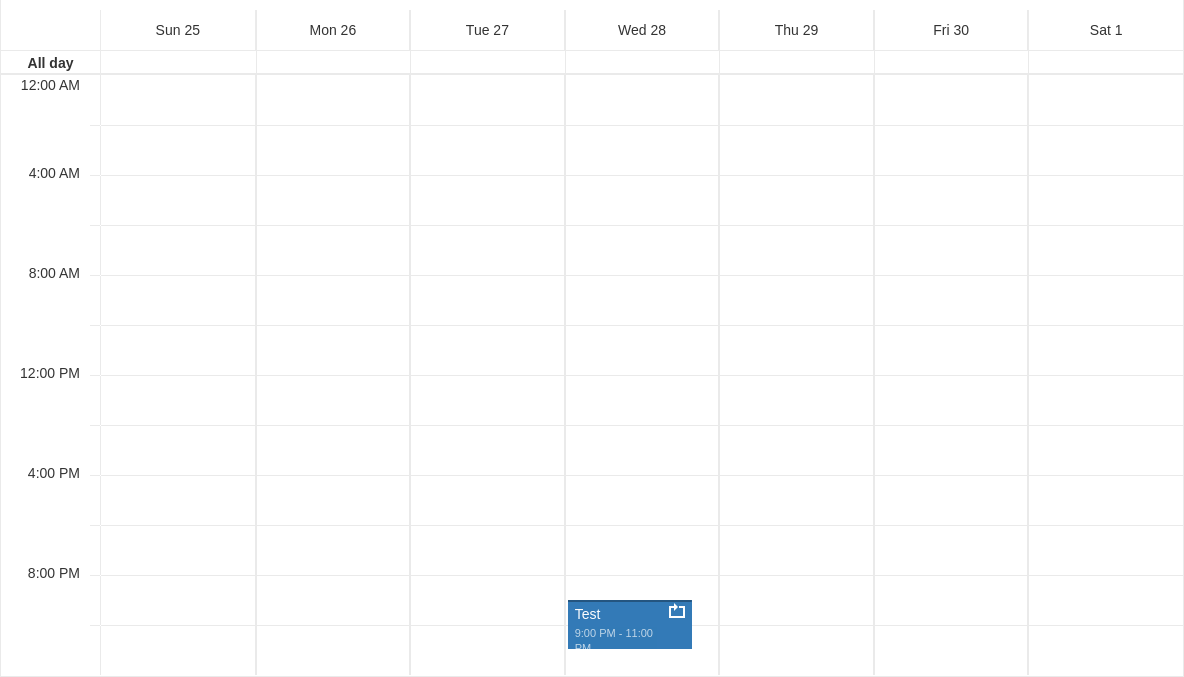 Sun 25 Mon 26 Tue 27 Wed 28 Thu 29 Fri 30 Sat 1
All day
12:00 AM
4:00 AM
8:00 AM
12:00 PM
4:00 PM
8:00 PM
Test
9:00 PM - 11:00
PM